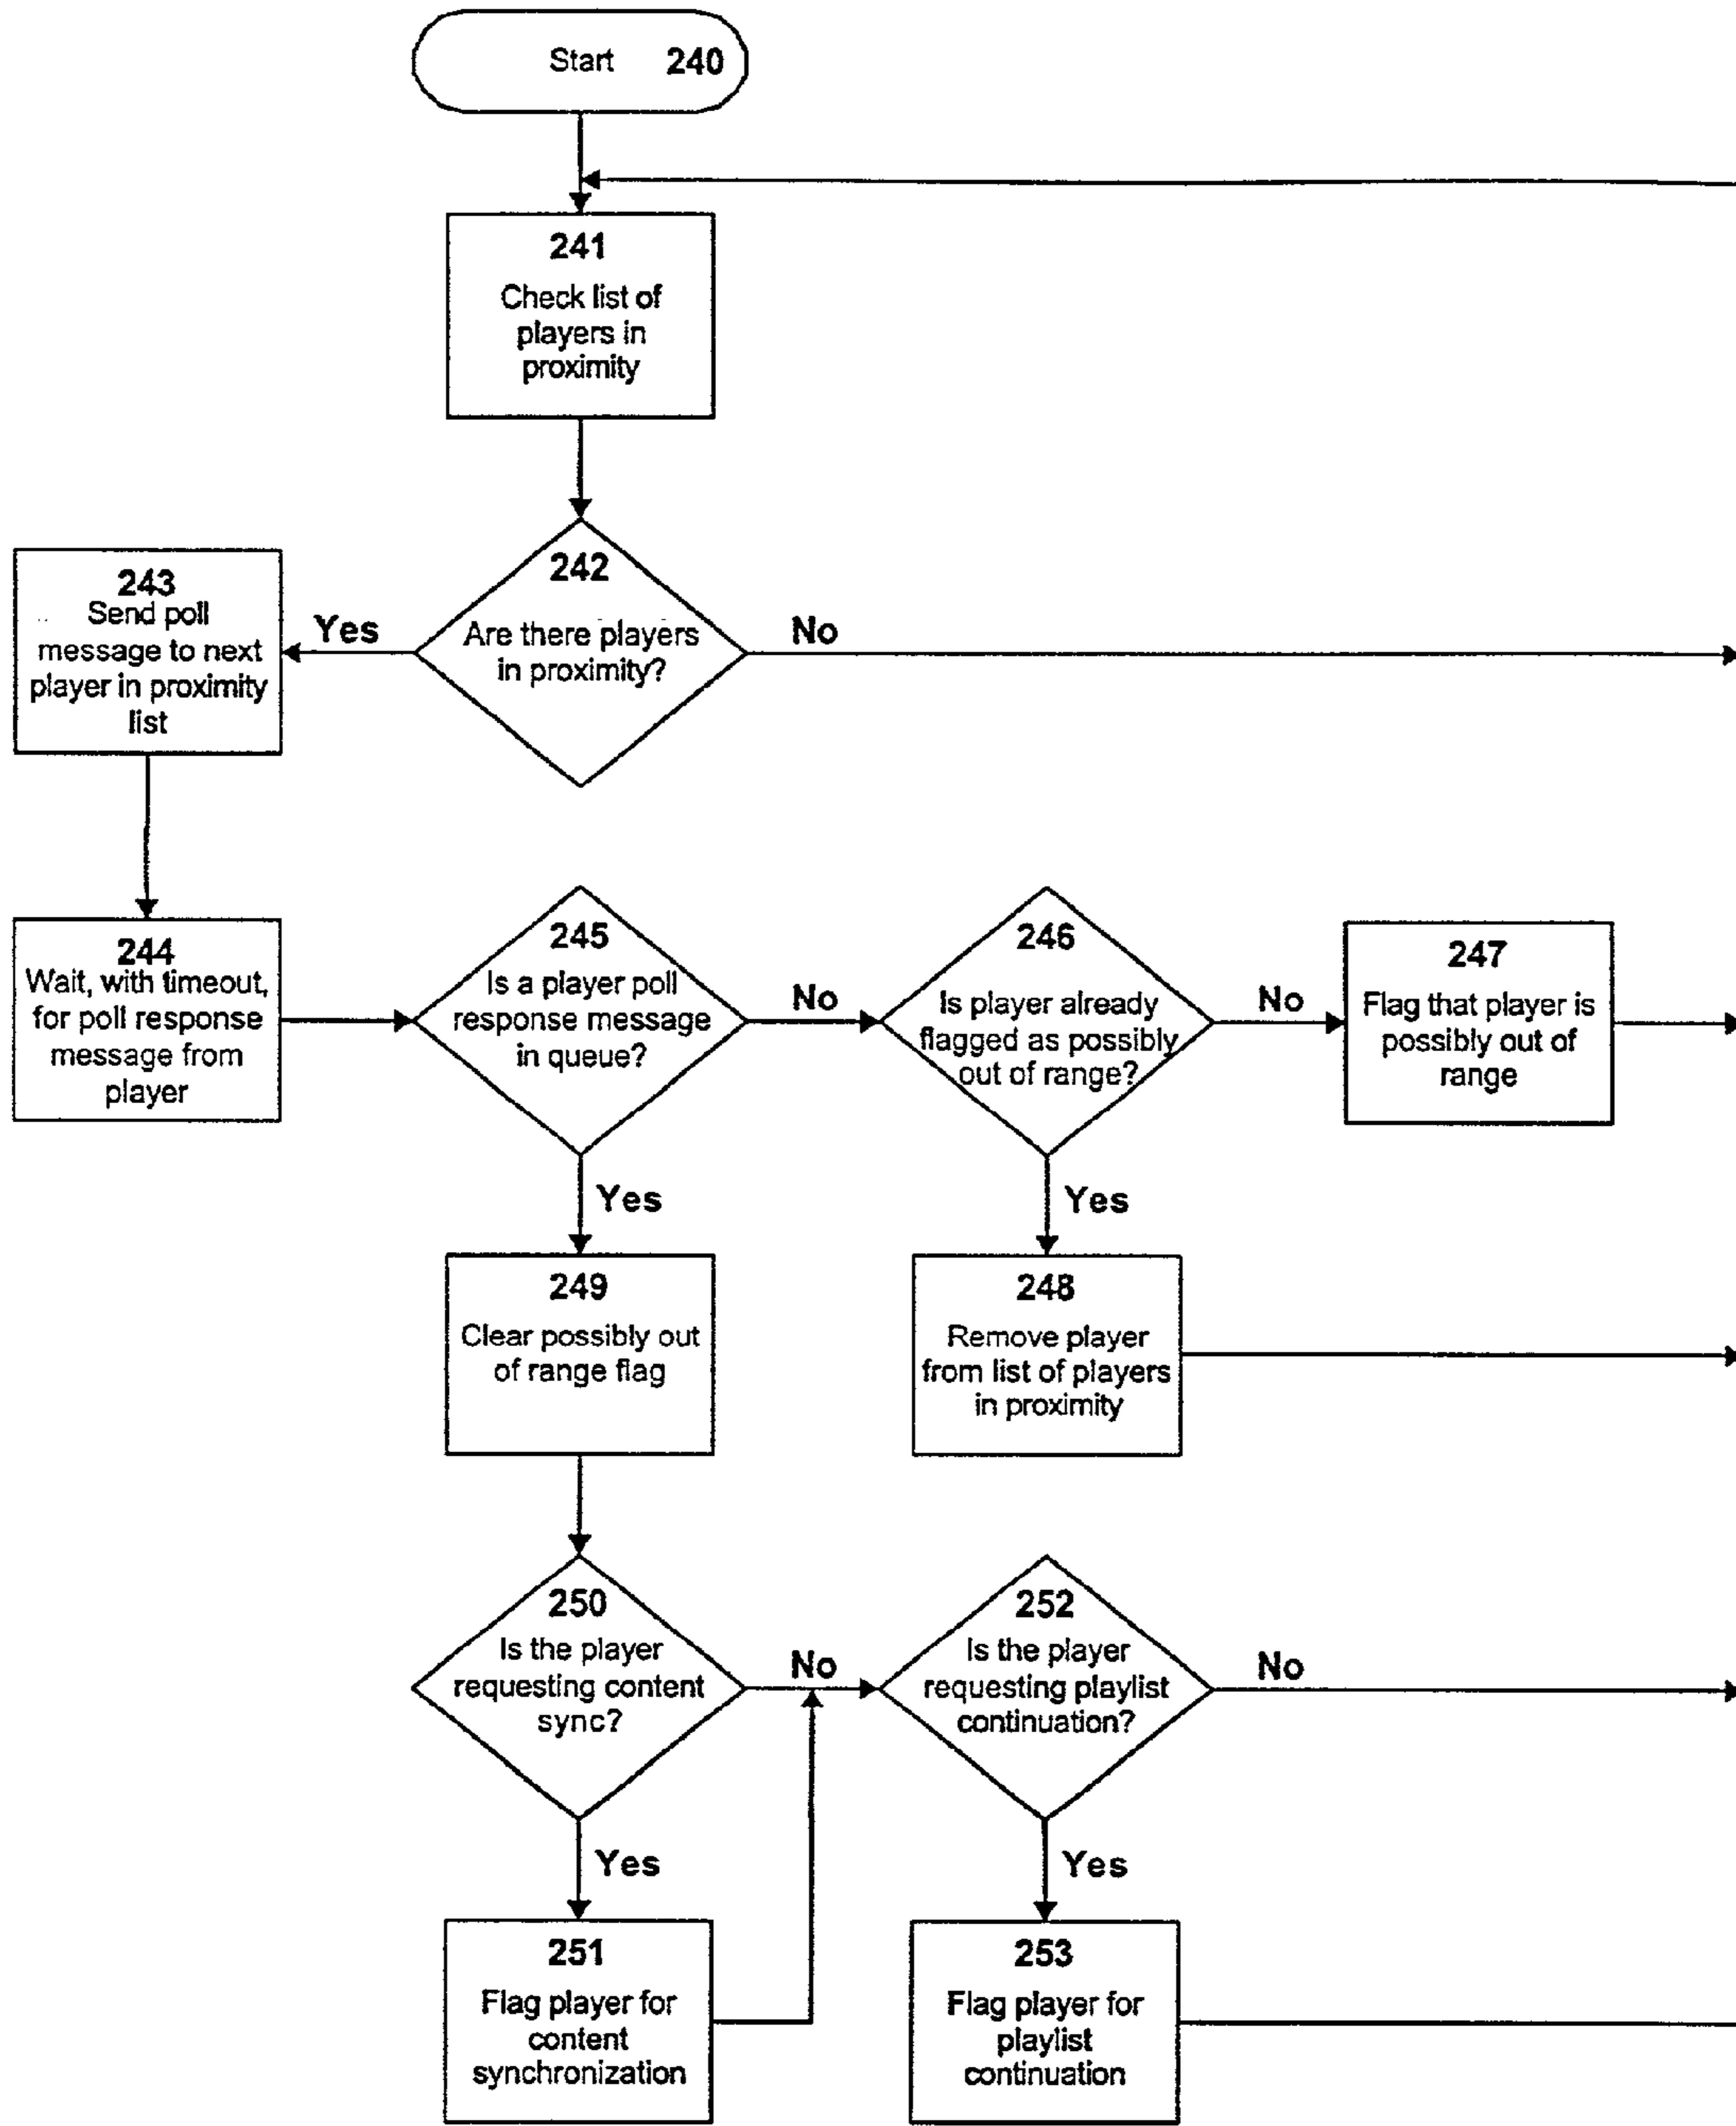 Start 240
241
Check list of
players in
proximity
242
Are there players
in proximity?
Yes
No
243
Send poll
message to next
player in proximity
list
244
Wait, with timeout,
for poll response
message from
player
245
Is a player poll
response message
in queue?
No
Yes
246
Is player already
flagged as possibly
out of range?
No
Yes
247
Flag that player is
possibly out of
range
249
Clear possibly out
of range flag
248
Remove player
from list of players
in proximity
250
Is the player
requesting content
sync?
No
Yes
252
Is the player
requesting playlist
continuation?
No
Yes
251
Flag player for
content
synchronization
253
Flag player for
playlist
continuation